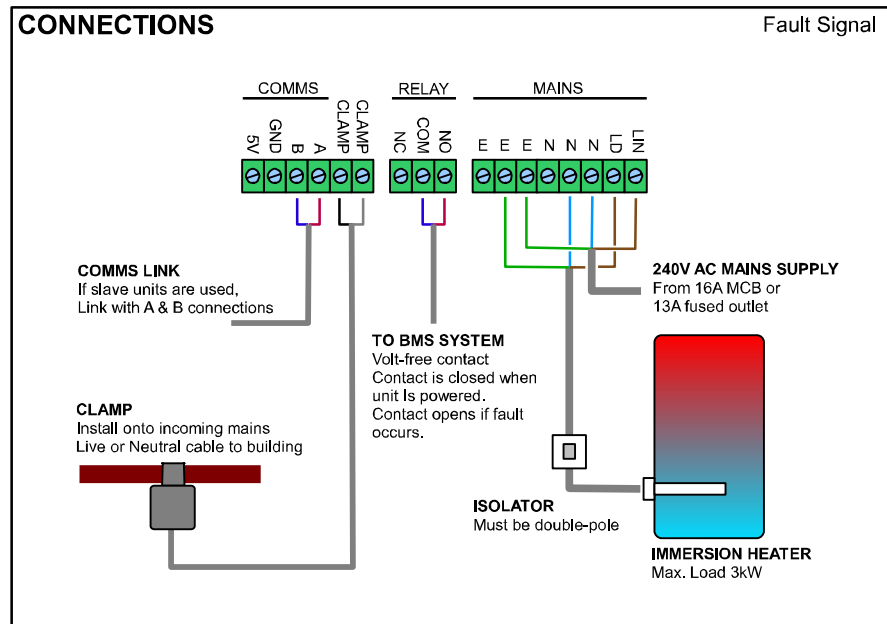 CONNECTIONS
Fault Signal
COMMS
RELAY
MAINS
5V
GND
B
A
CLAMP
CLAMP
NC
COM
NO
E
E
E
N
N
N
LD
LIN
COMMS LINK
If slave units are used,
Link with A & B connections
240V AC MAINS SUPPLY
From 16A MCB or
13A fused outlet
TO BMS SYSTEM
Volt-free contact
Contact is closed when
unit Is powered.
Contact opens if fault
occurs.
CLAMP
Install onto incoming mains
Live or Neutral cable to building
ISOLATOR
Must be double-pole
IMMERSION HEATER
Max. Load 3kW